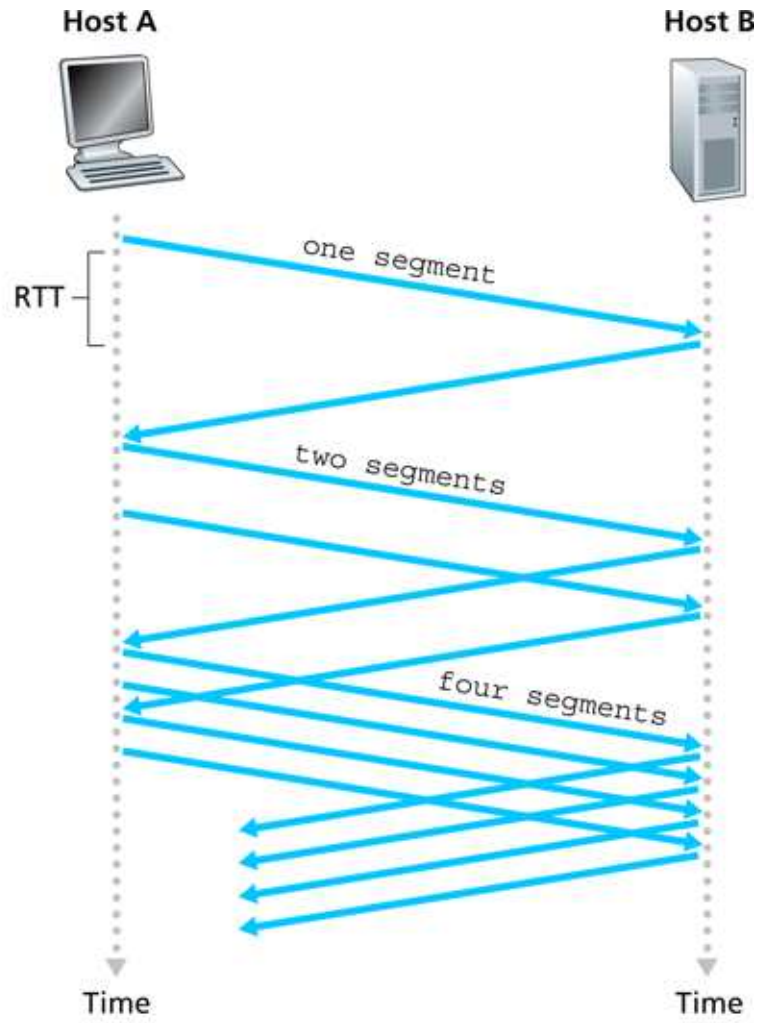 Host A
Host B
one segment
RTT
two segments
four segments
Time
Time